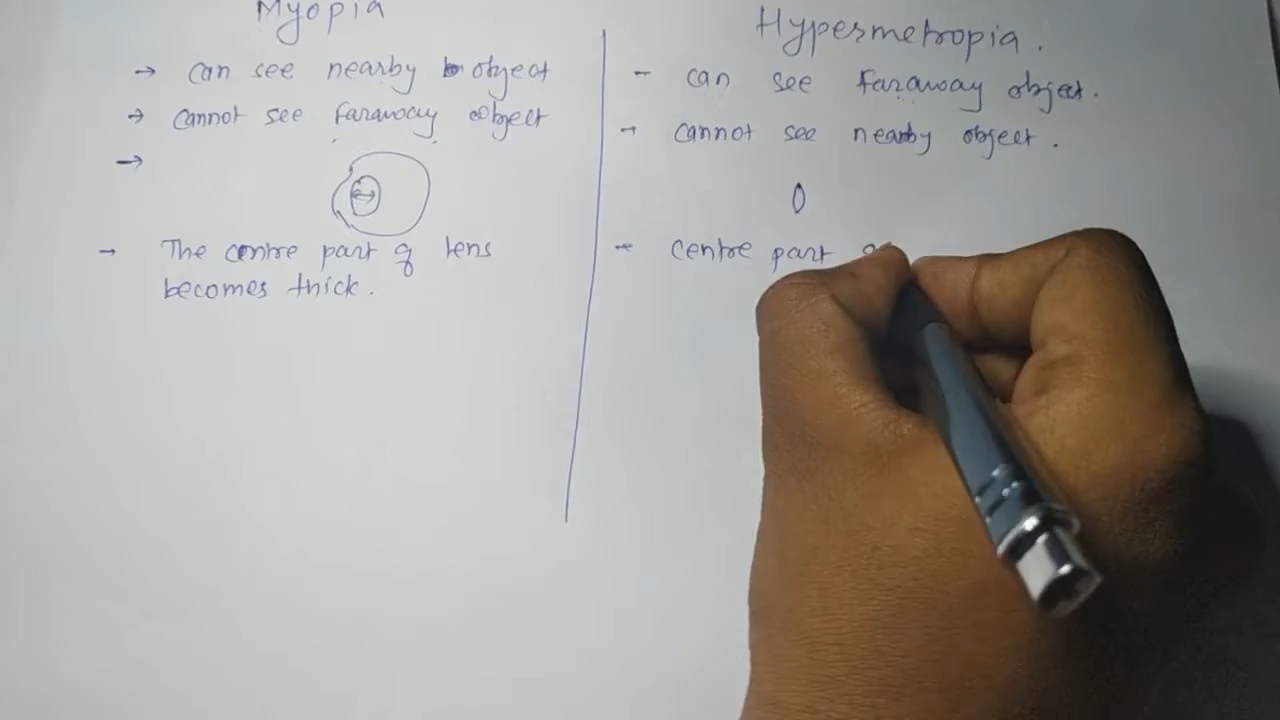 Myopia
→ can see nearby object
→ cannot see faraway object
→
→ The centre part of lens
becomes thick.
Hypermetropia.
- can see faraway object.
→ cannot see nearby object.
→ centre part